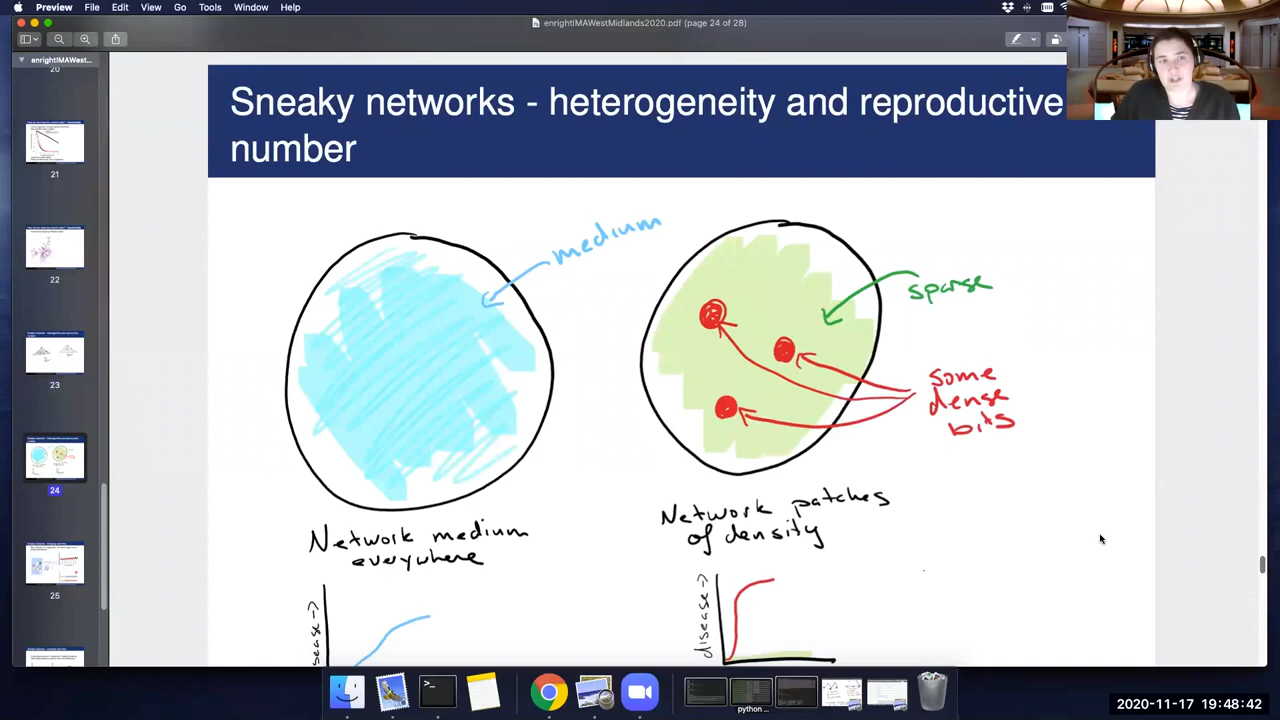 Preview File Edit View Go Tools Window Help
enrightIMAWestMidlands2020.pdf (page 24 of 28)
enrightIMAWest...
20
21
22
23
24
25
Sneaky networks - heterogeneity and reproductive
number
medium
sparse
some
dense
bits
Network medium
everywhere
Network patches
of density
disease->
disease->
python ...
2020-11-17 19:48:42